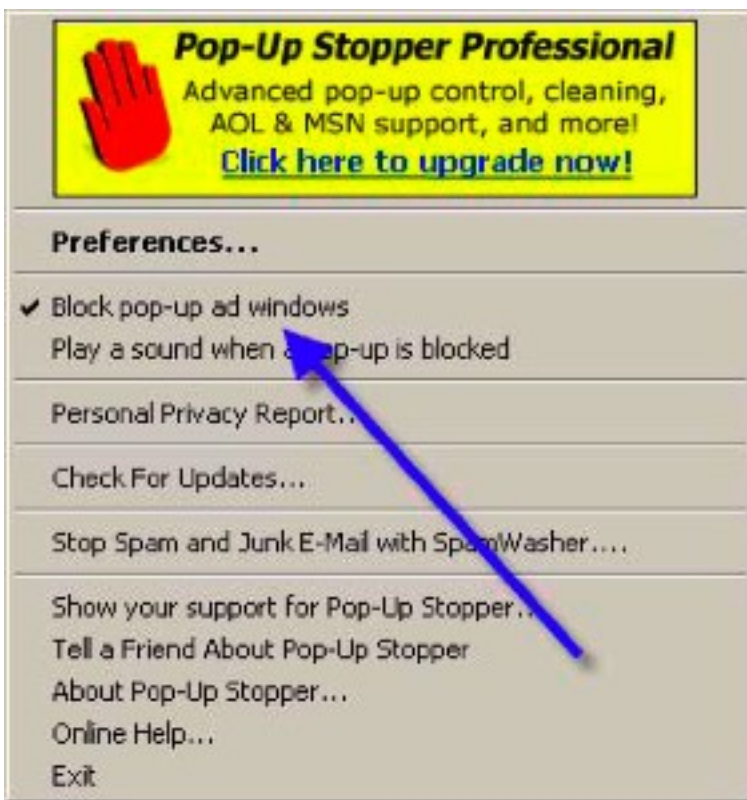 Pop-Up Stopper Professional
Advanced pop-up control, cleaning,
AOL & MSN support, and more!
Click here to upgrade now!
Preferences...
Block pop-up ad windows
Play a sound when a pop-up is blocked
Personal Privacy Report...
Check For Updates...
Stop Spam and Junk E-Mail with SpamWasher....
Show your support for Pop-Up Stopper...
Tell a Friend About Pop-Up Stopper
About Pop-Up Stopper...
Online Help...
Exit